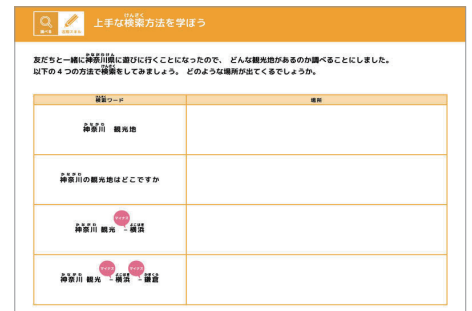 調べる
上手な検索方法を学ぼう
友だちと一緒に神奈川県に遊びに行くことになったので、どんな観光地があるのか調べることにしました。
以下の4つの方法で検索をしてみましょう。どのような場所が出てくるでしょうか。
検索ワード 場所
神奈川 観光地
神奈川の観光地はどこですか
神奈川 観光 -横浜
神奈川 観光 -横浜 -鎌倉